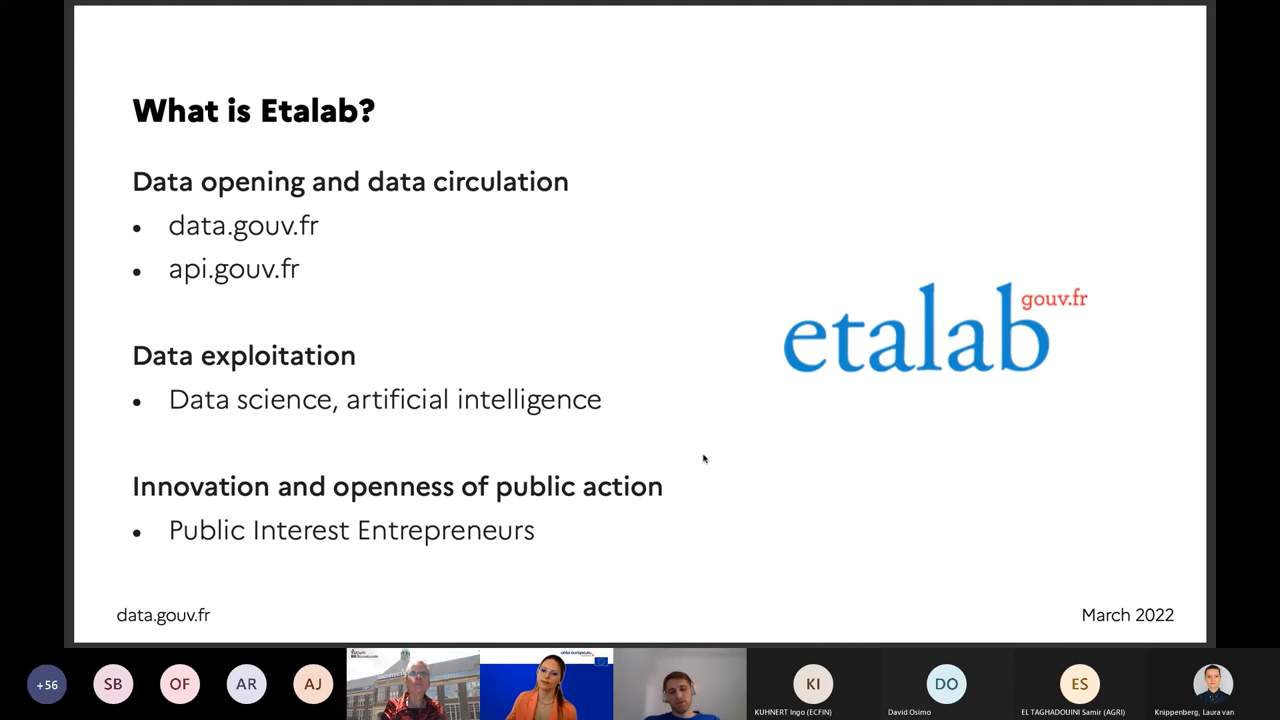 What is Etalab?
Data opening and data circulation
• data.gouv.fr
• api.gouv.fr
Data exploitation
• Data science, artificial intelligence
Innovation and openness of public action
• Public Interest Entrepreneurs
etalab gouv.fr
data.gouv.fr
March 2022
+56
SB
OF
AR
AJ
data.europa.eu
KI
KUHNERT Ingo (ECFIN)
DO
David Osimo
ES
EL TAGHADOUINI Samir (AGRI)
Knippenberg, Laura van